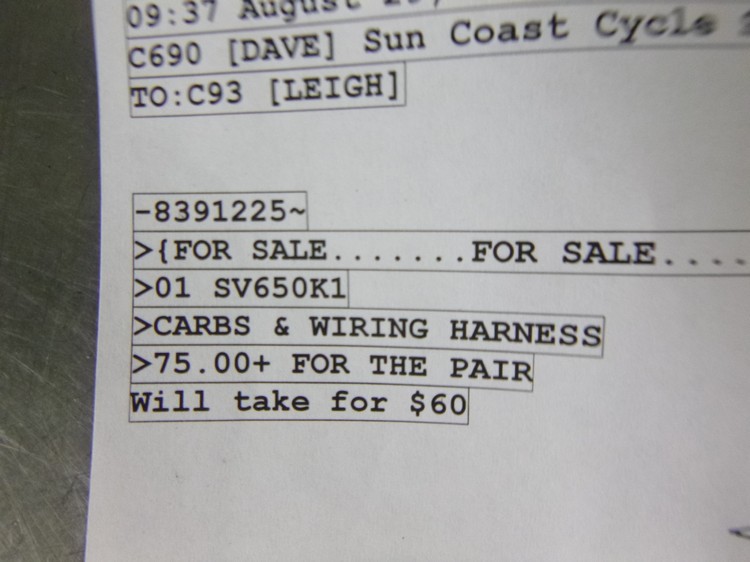 09:37 August
C690 [DAVE] Sun Coast Cycle
TO:C93 [LEIGH]
-8391225~
>{FOR SALE.......FOR SALE....
>01 SV650K1
>CARBS & WIRING HARNESS
>75.00+ FOR THE PAIR
Will take for $60